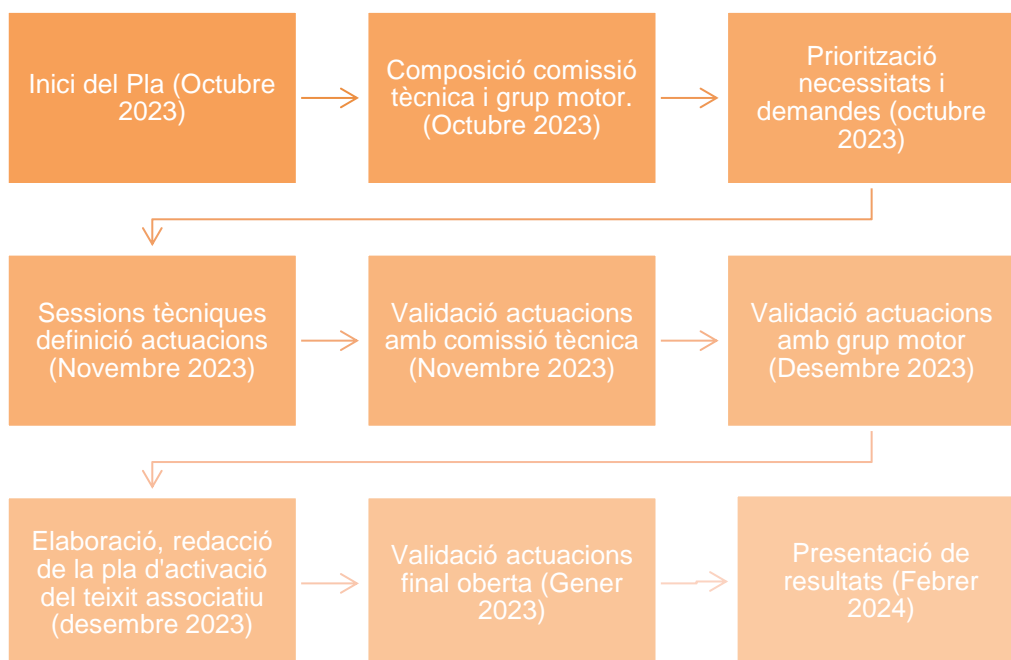 Inici del Pla (Octubre
2023)
Composició comissió
tècnica i grup motor.
(Octubre 2023)
Priorització
necessitats i
demandes (octubre
2023)
Sessions tècniques
definició actuacions
(Novembre 2023)
Validació actuacions
amb comissió tècnica
(Novembre 2023)
Validació actuacions
amb grup motor
(Desembre 2023)
Elaboració, redacció
de la pla d'activació
del teixit associatiu
(desembre 2023)
Validació actuacions
final oberta (Gener
2023)
Presentació de
resultats (Febrer
2024)